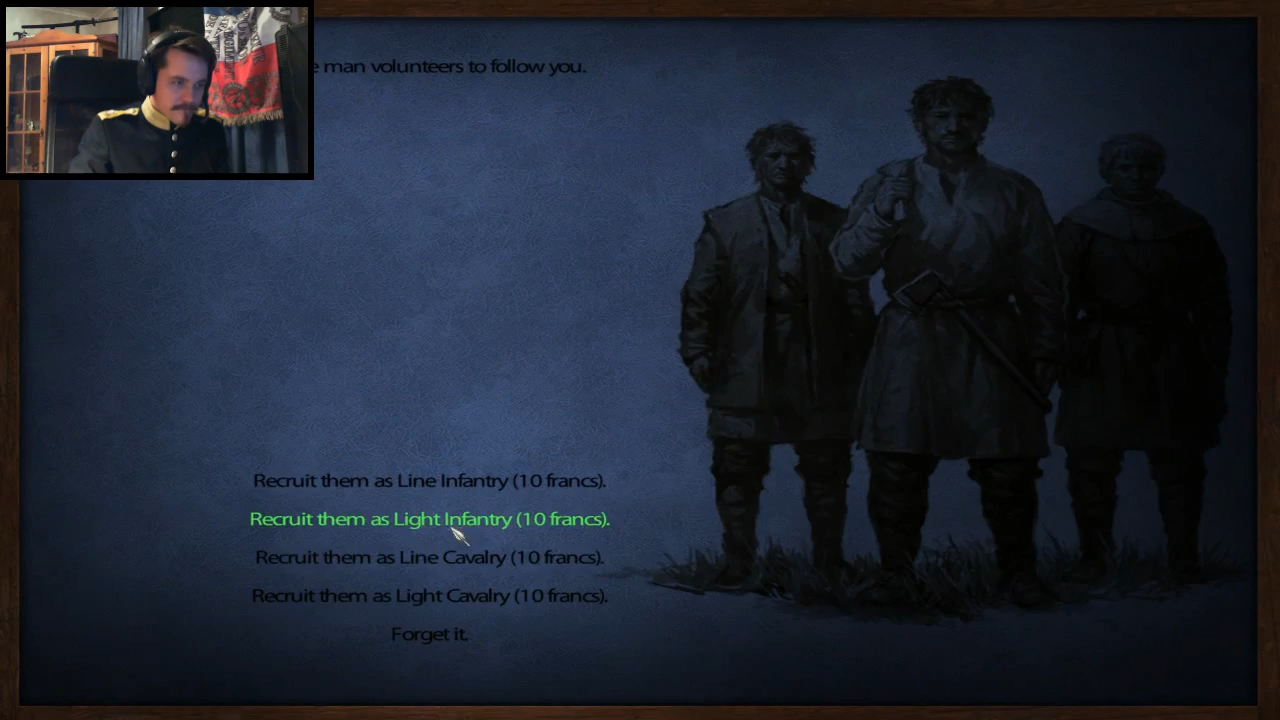 man volunteers to follow you.
Recruit them as Line Infantry (10 francs).
Recruit them as Light Infantry (10 francs).
Recruit them as Line Cavalry (10 francs).
Recruit them as Light Cavalry (10 francs).
Forget it.